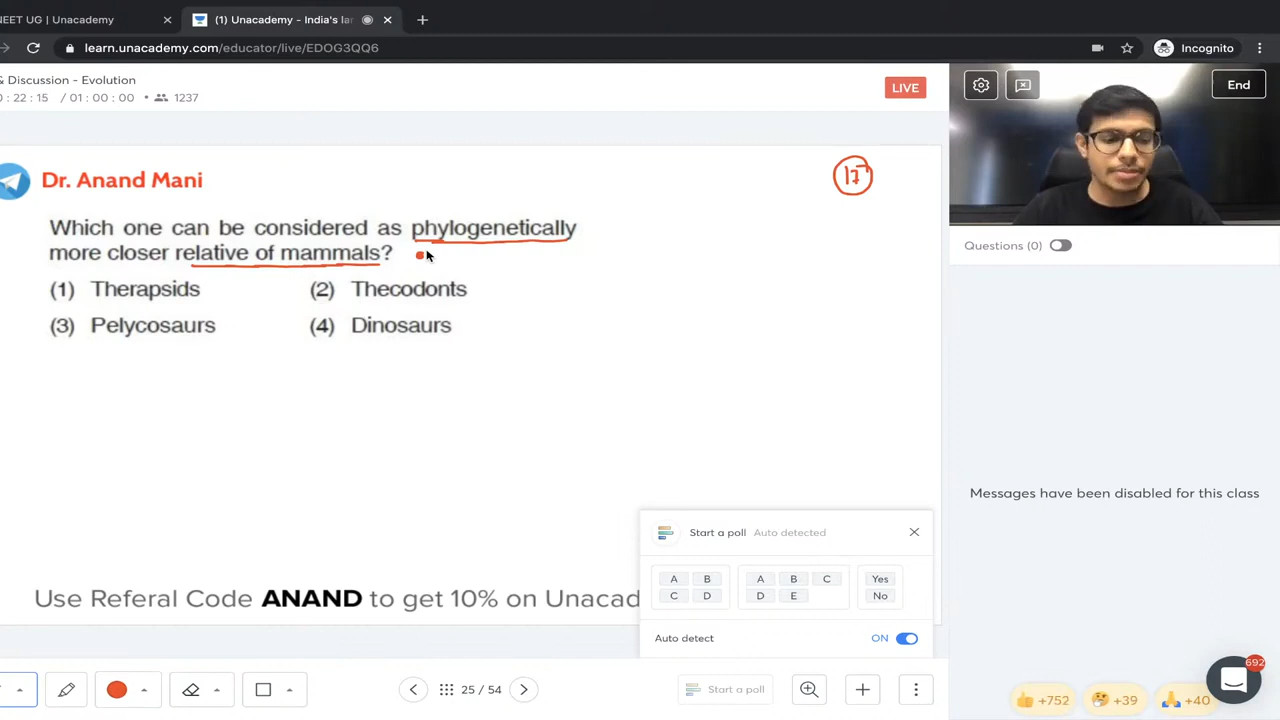 NEET UG | Unacademy
(1) Unacademy - India's lar
learn.unacademy.com/educator/live/EDOG3QQ6
Incognito
& Discussion - Evolution
: 22 : 15 / 01 : 00 : 00 • 1237
LIVE
End
Dr. Anand Mani
17
Which one can be considered as phylogenetically
more closer relative of mammals?
(1) Therapsids (2) Thecodonts
(3) Pelycosaurs (4) Dinosaurs
Questions (0)
Messages have been disabled for this class
Start a poll Auto detected
A B A B C Yes
C D D E No
Use Referal Code ANAND to get 10% on Unacad
Auto detect ON
25 / 54
Start a poll
692
+752 +39 +40